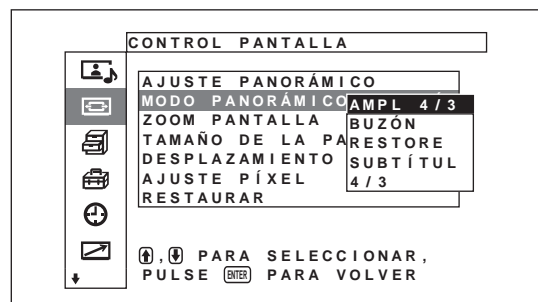 CONTROL PANTALLA
AJUSTE PANORÁMICO
MODO PANORÁMICO
AMPL 4/3
ZOOM PANTALLA
BUZÓN
TAMAÑO DE LA PA
RESTORE
DESPLAZAMIENTO
SUBTÍTUL
AJUSTE PÍXEL
4/3
RESTAURAR
, PARA SELECCIONAR,
PULSE ENTER PARA VOLVER